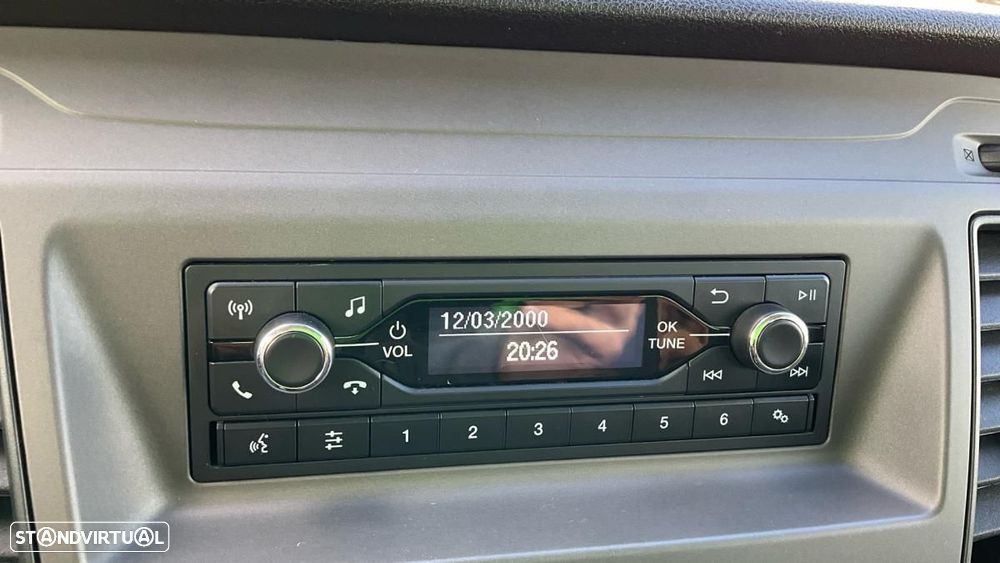 12/03/2000
20:26
VOL
OK
TUNE
1 2 3 4 5 6
STANDVIRTUAL